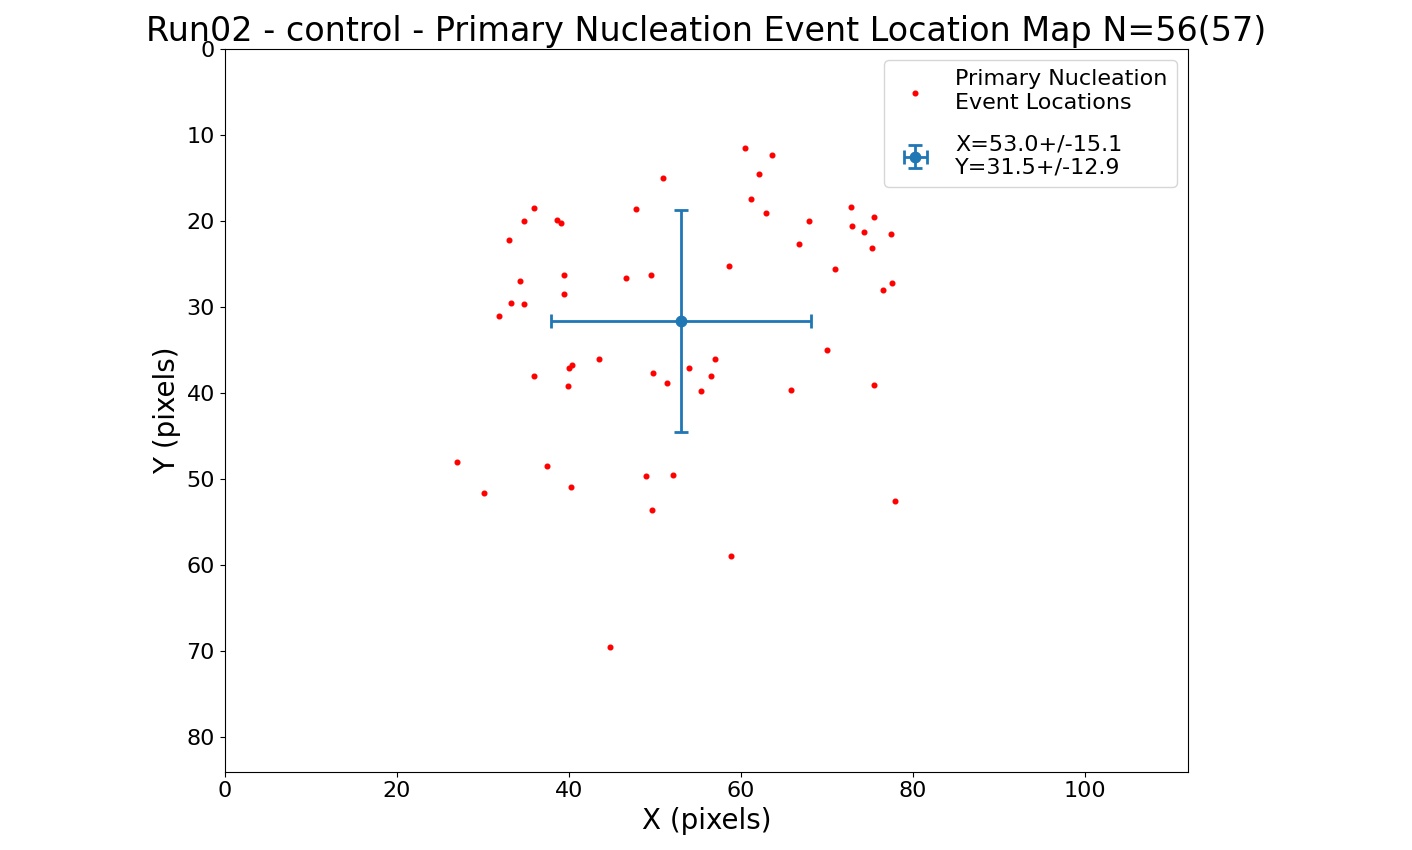 Run02 - control - Primary Nucleation Event Location Map N=56(57)
Primary Nucleation
Event Locations
X=53.0+/-15.1
Y=31.5+/-12.9
0
10
20
30
40
50
60
70
80
Y (pixels)
0 20 40 60 80 100
X (pixels)